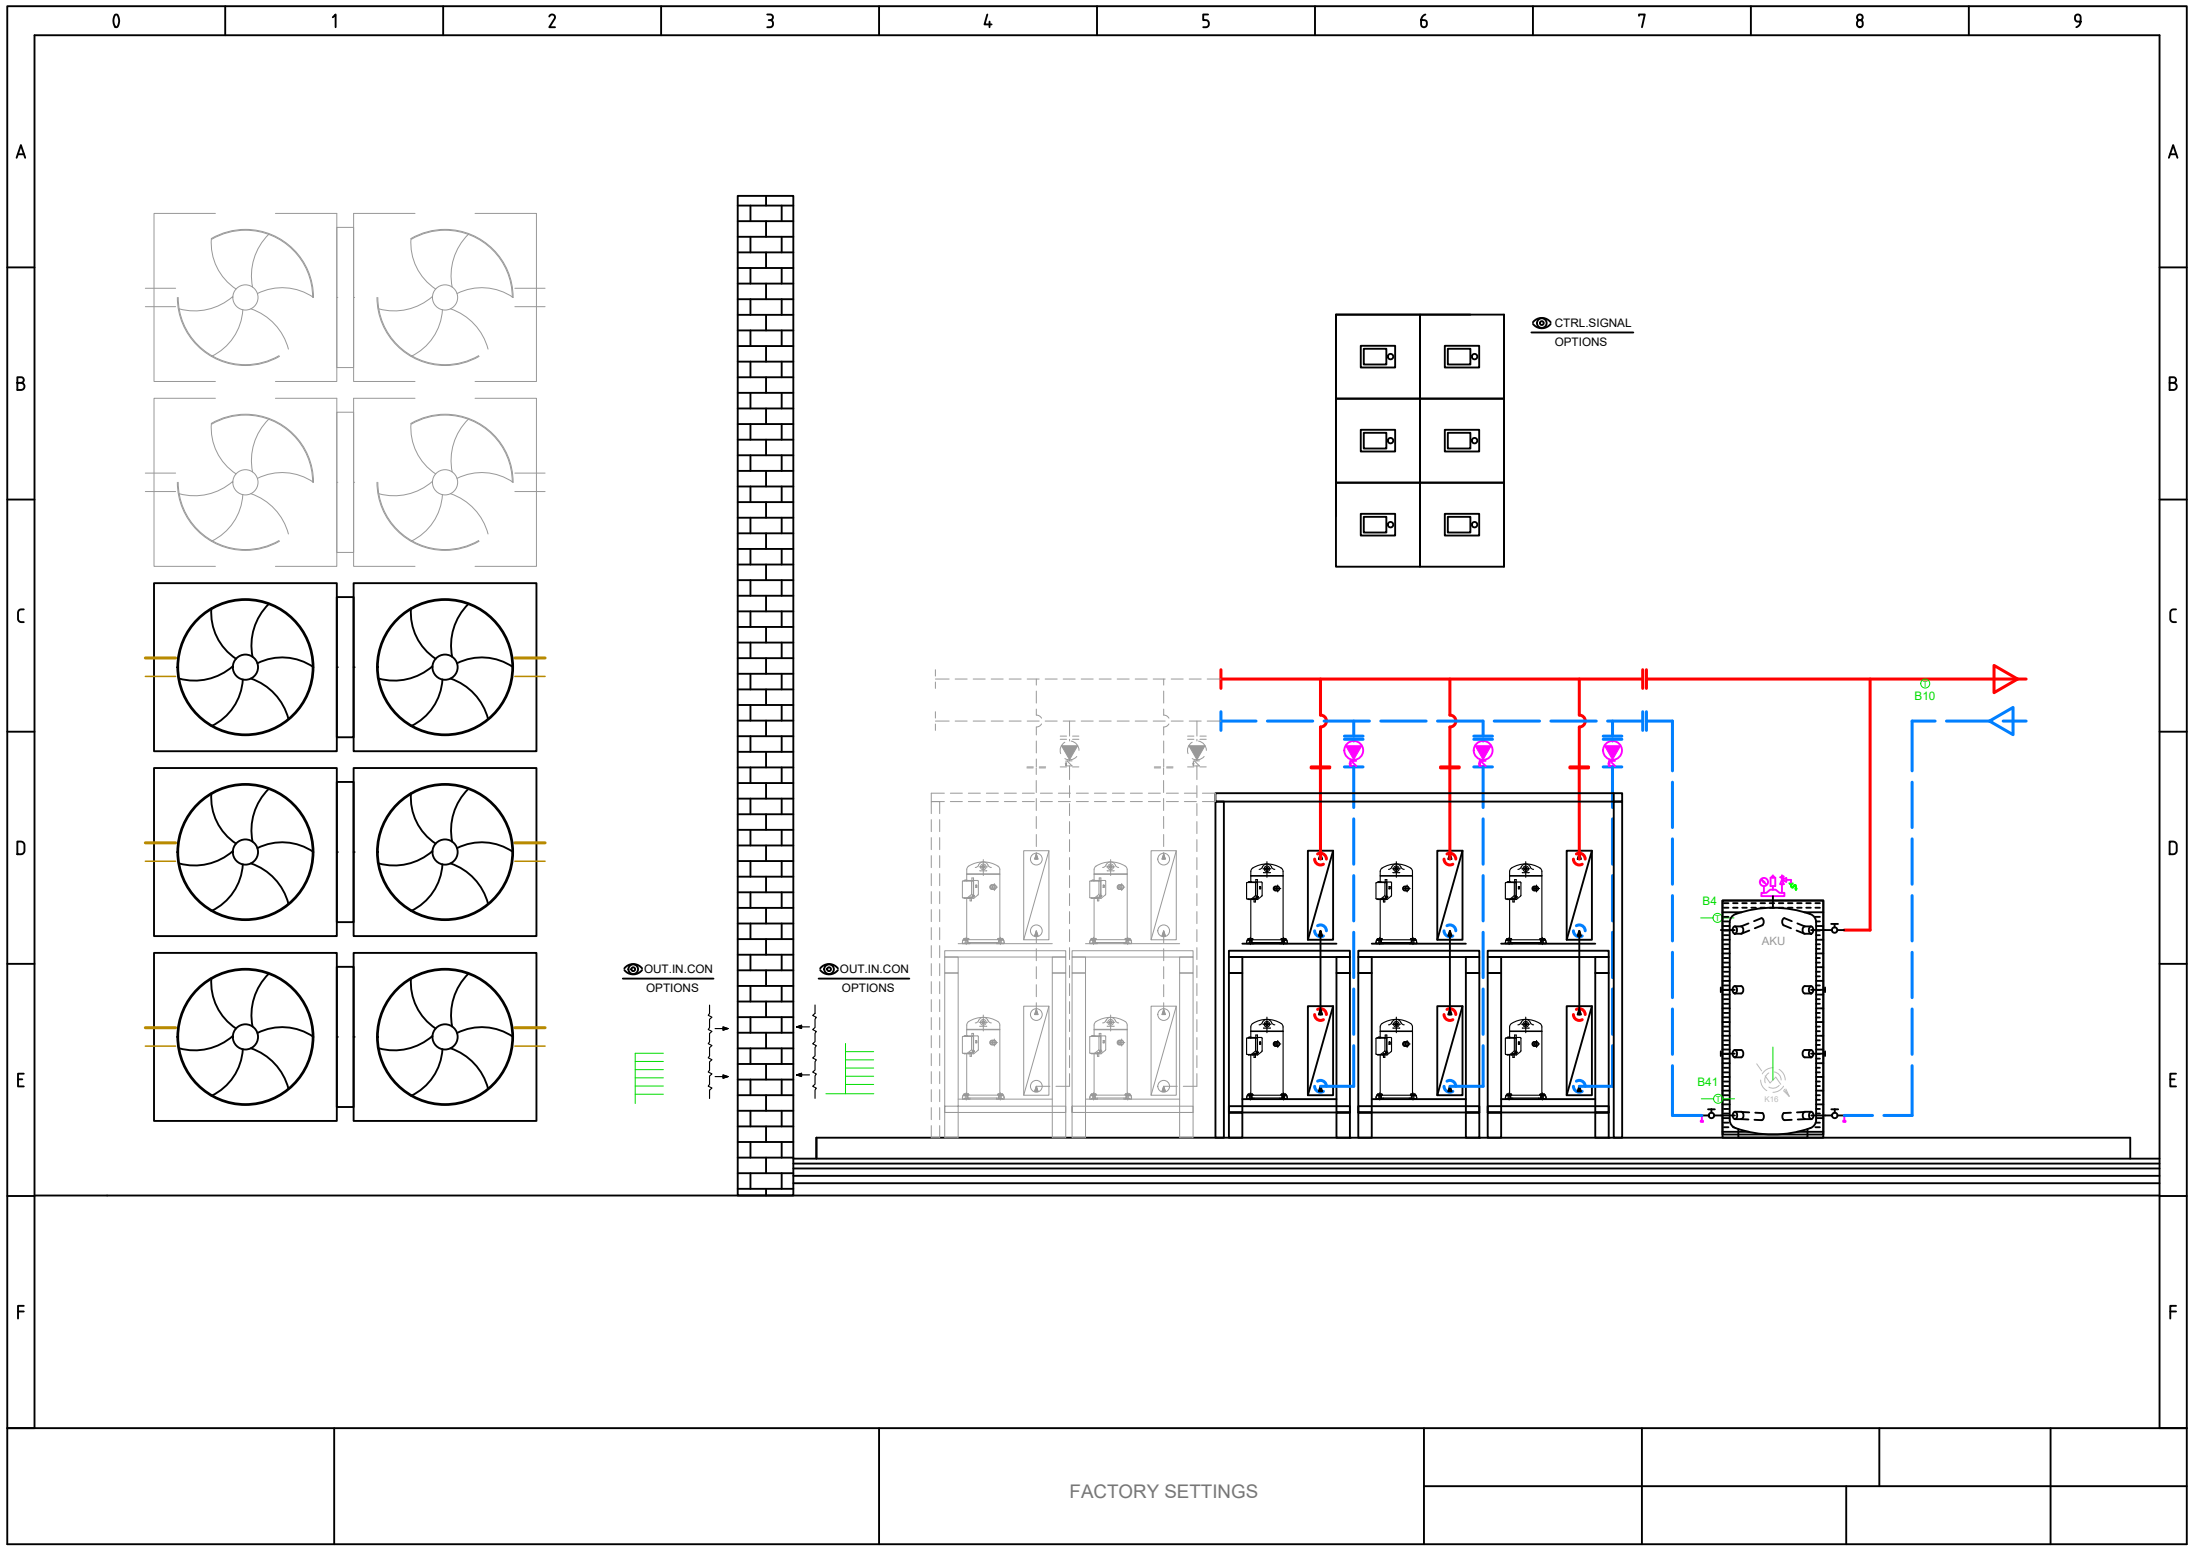 0 1 2 3 4 5 6 7 8 9
A A
CTRL.SIGNAL
OPTIONS
B B
C C
B10
D D
B4
AKU
OUT.IN.CON
OPTIONS
OUT.IN.CON
OPTIONS
E E
B41
K16
F F
FACTORY SETTINGS